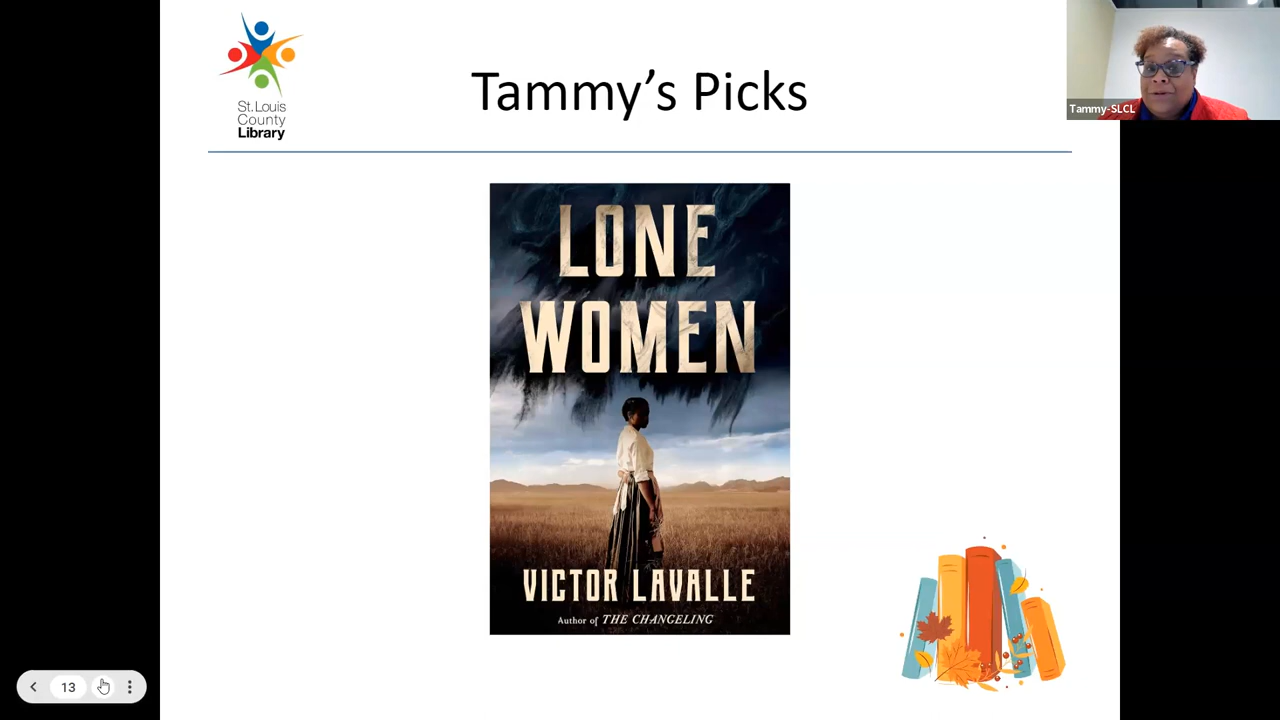 St.Louis
County
Library
Tammy’s Picks
Tammy-SLCL
LONE
WOMEN
VICTOR LAVALLE
Author of THE CHANGELING
13